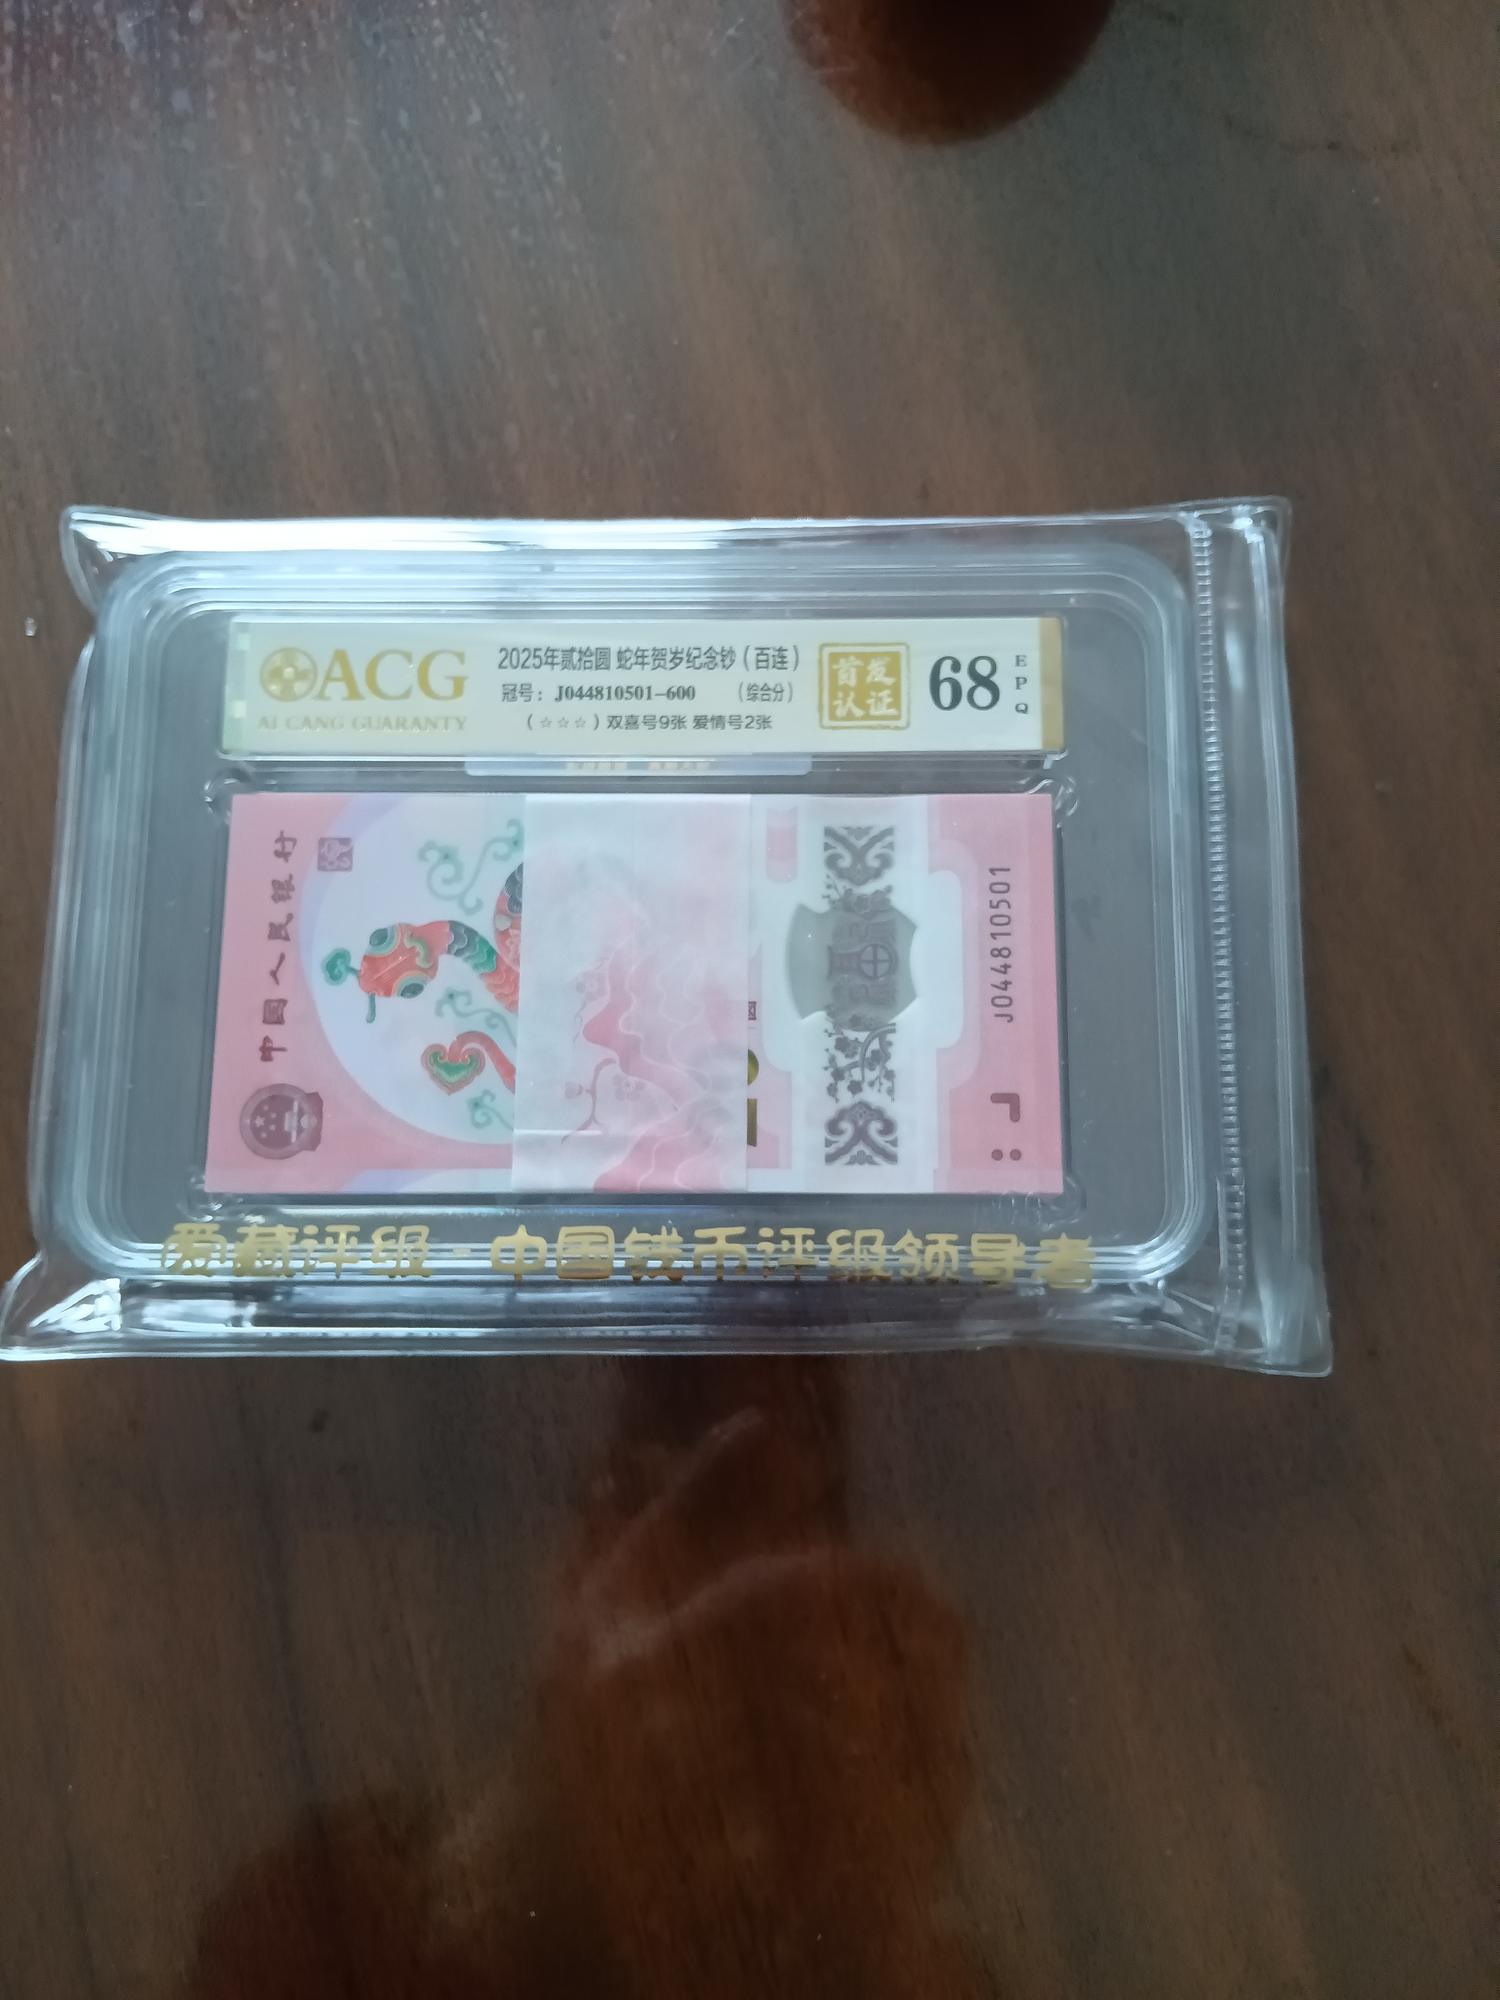 ACG
AI CANG GUARANTY
2025年贰拾圆 蛇年贺岁纪念钞（百连）
冠号：J044810501-600 （综合分）
（☆☆☆）双喜号9张 爱情号2张
首发
认证
68
EPQ
中國人民銀行
J044810501
爱藏评级-中国钱币评级领导者